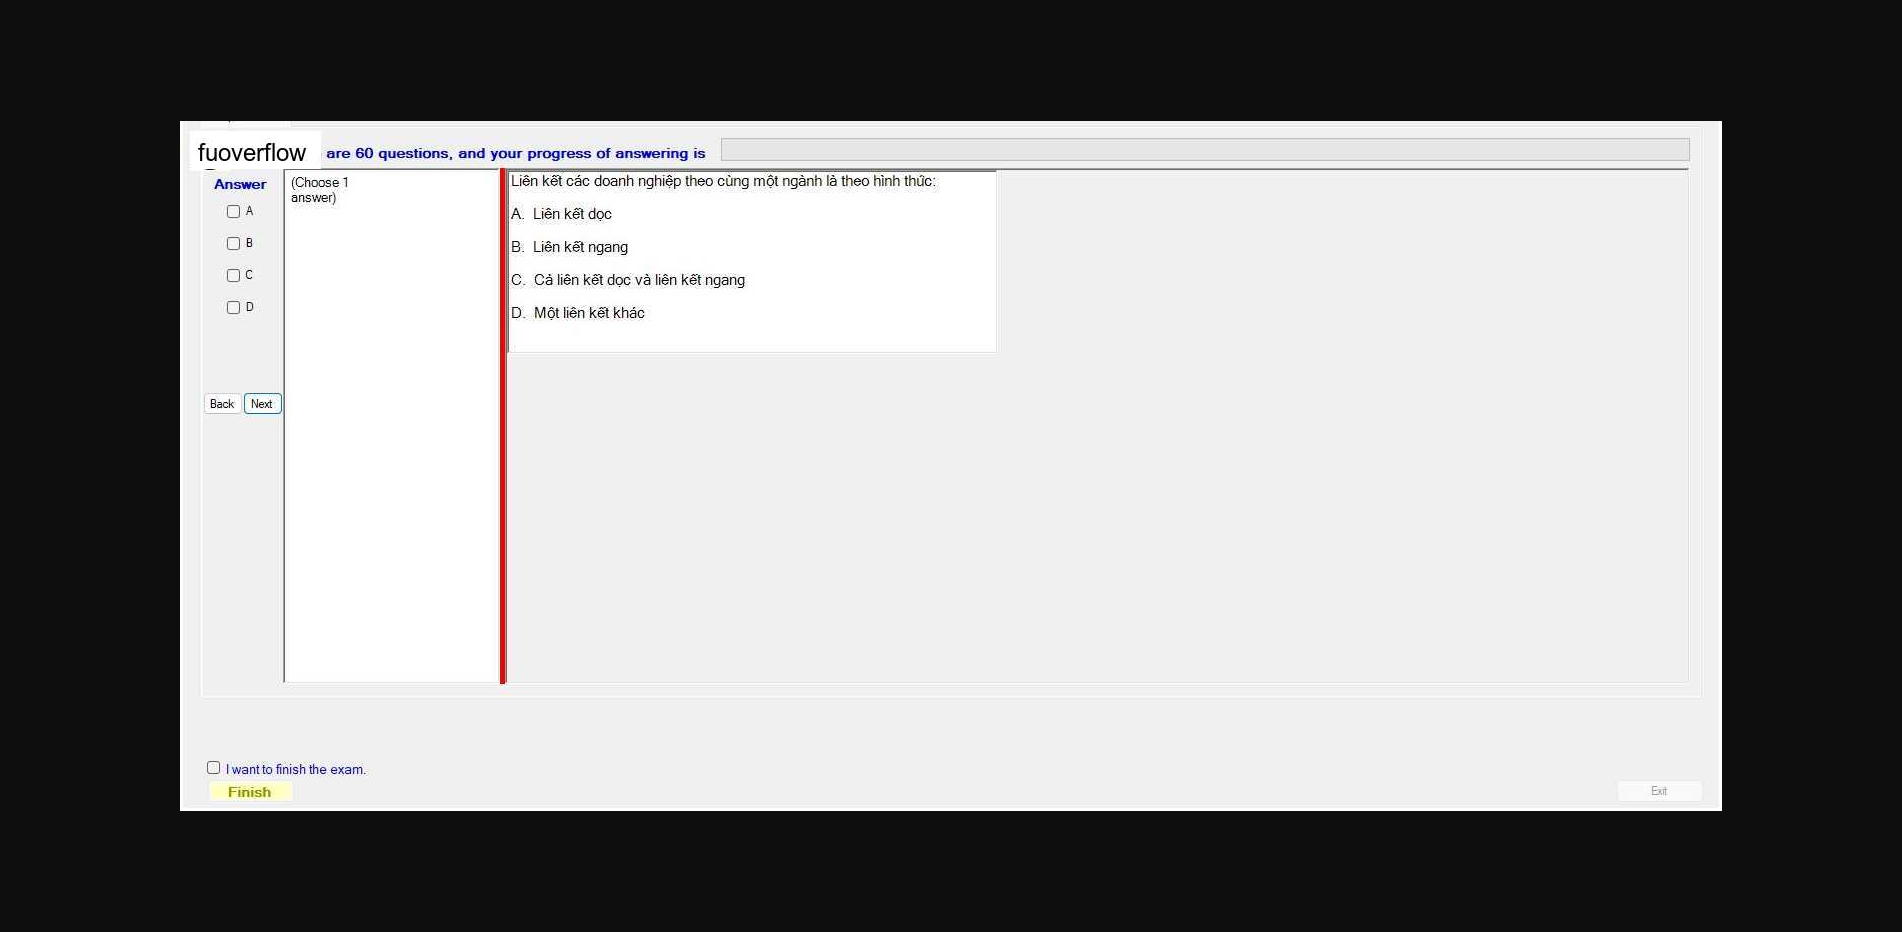 fuoverflow are 60 questions, and your progress of answering is
Answer
A
B
C
D
Back Next
(Choose 1
answer)
Liên kết các doanh nghiệp theo cùng một ngành là theo hình thức:
A. Liên kết dọc
B. Liên kết ngang
C. Cả liên kết dọc và liên kết ngang
D. Một liên kết khác
I want to finish the exam.
Finish
Exit